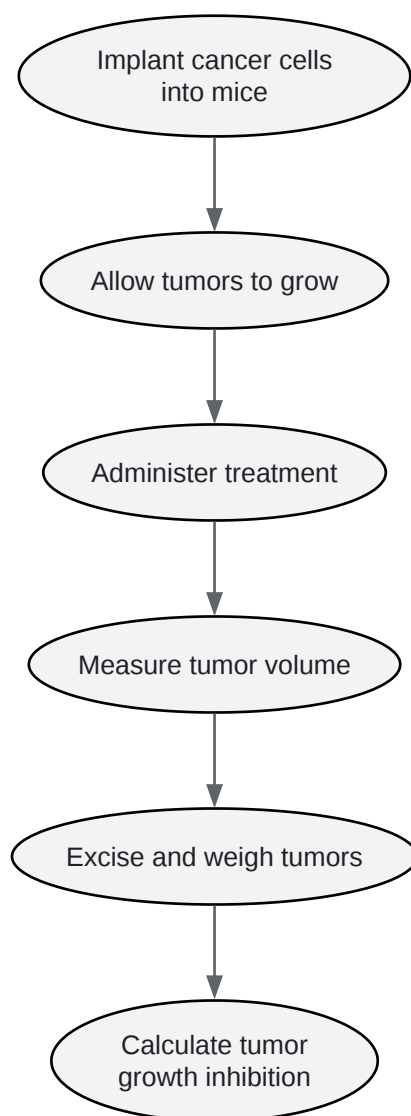 Implant cancer cells
into mice
Allow tumors to grow
Administer treatment
Measure tumor volume
Excise and weigh tumors
Calculate tumor
growth inhibition